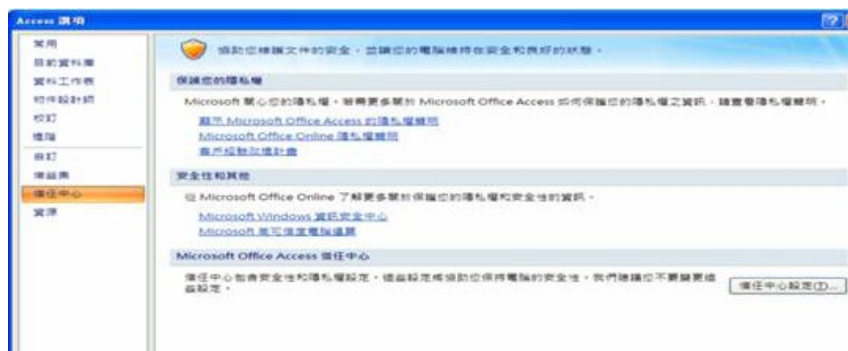 Access 選項
常用
目前資料庫
資料工作表
物件設計師
校訂
進階
自訂
增益集
信任中心
資源
協助您維護文件的安全，並讓您的電腦維持在安全和良好的狀態。
保護您的隱私權
Microsoft 關心您的隱私權。若需更多關於 Microsoft Office Access 如何保護您的隱私權之資訊，請查看隱私權聲明。
顯示 Microsoft Office Access 的隱私權聲明
Microsoft Office Online 隱私權聲明
客戶經驗改進計畫
安全性和其他
從 Microsoft Office Online 了解更多關於保護您的隱私權和安全性的資訊。
Microsoft Windows 資訊安全中心
Microsoft 高可信度電腦運算
Microsoft Office Access 信任中心
信任中心包含安全性和隱私權設定。這些設定將協助您保持電腦的安全性。我們建議您不要變更這
些設定。
信任中心設定(T)...